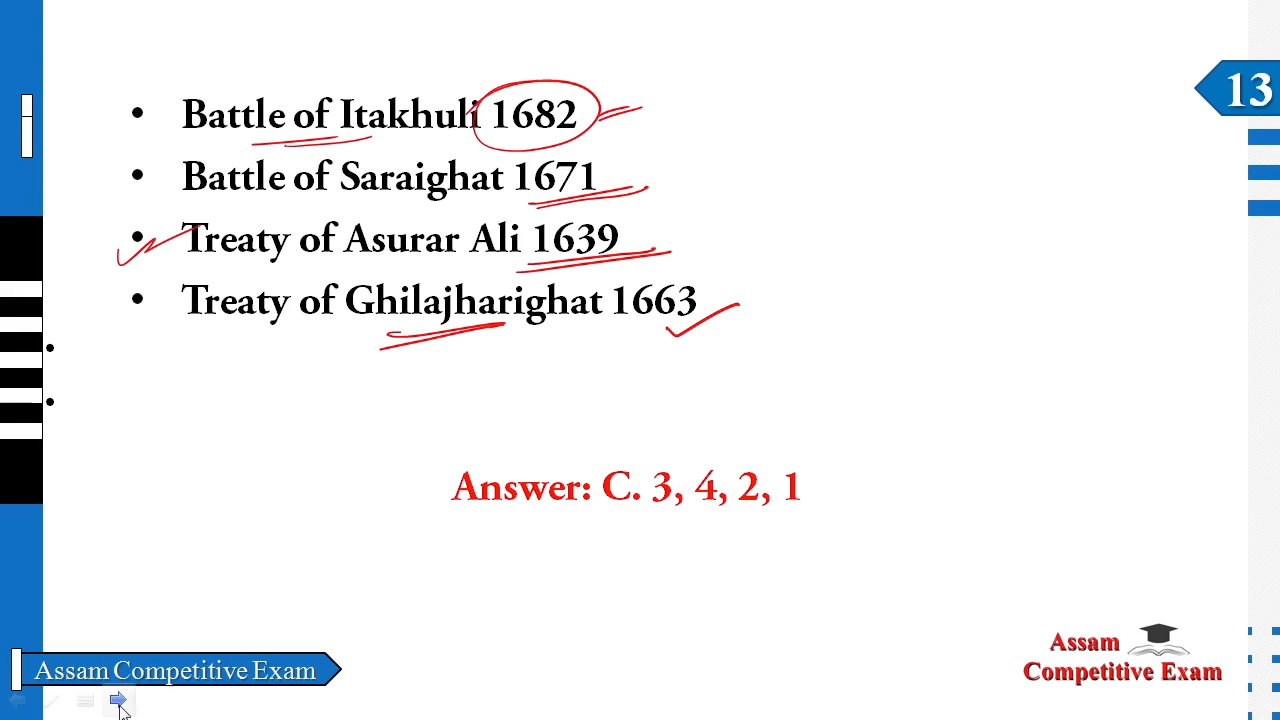 13
• Battle of Itakhuli 1682
• Battle of Saraighat 1671
• Treaty of Asurar Ali 1639
• Treaty of Ghilajharighat 1663
•
•
Answer: C. 3, 4, 2, 1
Assam Competitive Exam
Assam
Competitive Exam